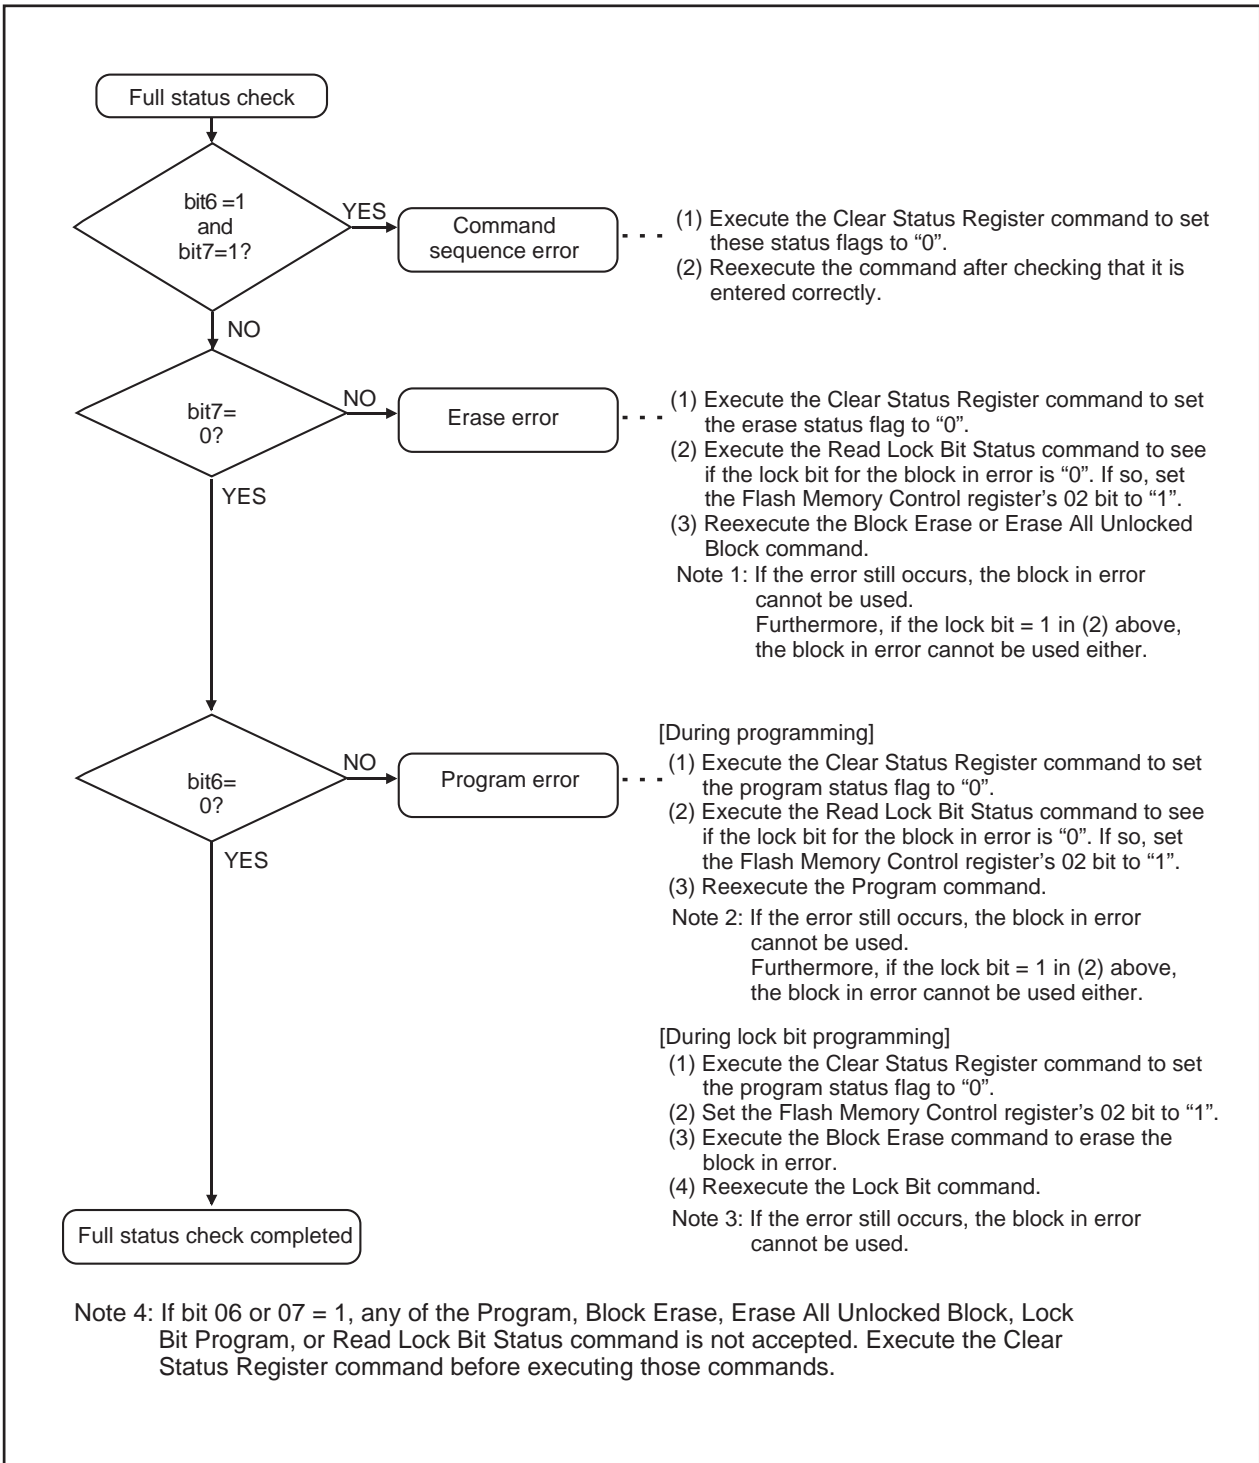 Full status check
bit6 =1
and
bit7=1?
YES
Command
sequence error
(1) Execute the Clear Status Register command to set
these status flags to “0”.
(2) Reexecute the command after checking that it is
entered correctly.
NO
bit7=
0?
NO
Erase error
(1) Execute the Clear Status Register command to set
the erase status flag to “0”.
(2) Execute the Read Lock Bit Status command to see
if the lock bit for the block in error is “0”. If so, set
the Flash Memory Control register’s 02 bit to “1”.
(3) Reexecute the Block Erase or Erase All Unlocked
Block command.
Note 1: If the error still occurs, the block in error
cannot be used.
Furthermore, if the lock bit = 1 in (2) above,
the block in error cannot be used either.
YES
bit6=
0?
NO
Program error
[During programming]
(1) Execute the Clear Status Register command to set
the program status flag to “0”.
(2) Execute the Read Lock Bit Status command to see
if the lock bit for the block in error is “0”. If so, set
the Flash Memory Control register’s 02 bit to “1”.
(3) Reexecute the Program command.
Note 2: If the error still occurs, the block in error
cannot be used.
Furthermore, if the lock bit = 1 in (2) above,
the block in error cannot be used either.
YES
[During lock bit programming]
(1) Execute the Clear Status Register command to set
the program status flag to “0”.
(2) Set the Flash Memory Control register’s 02 bit to “1”.
(3) Execute the Block Erase command to erase the
block in error.
(4) Reexecute the Lock Bit command.
Note 3: If the error still occurs, the block in error
cannot be used.
Full status check completed
Note 4: If bit 06 or 07 = 1, any of the Program, Block Erase, Erase All Unlocked Block, Lock
Bit Program, or Read Lock Bit Status command is not accepted. Execute the Clear
Status Register command before executing those commands.